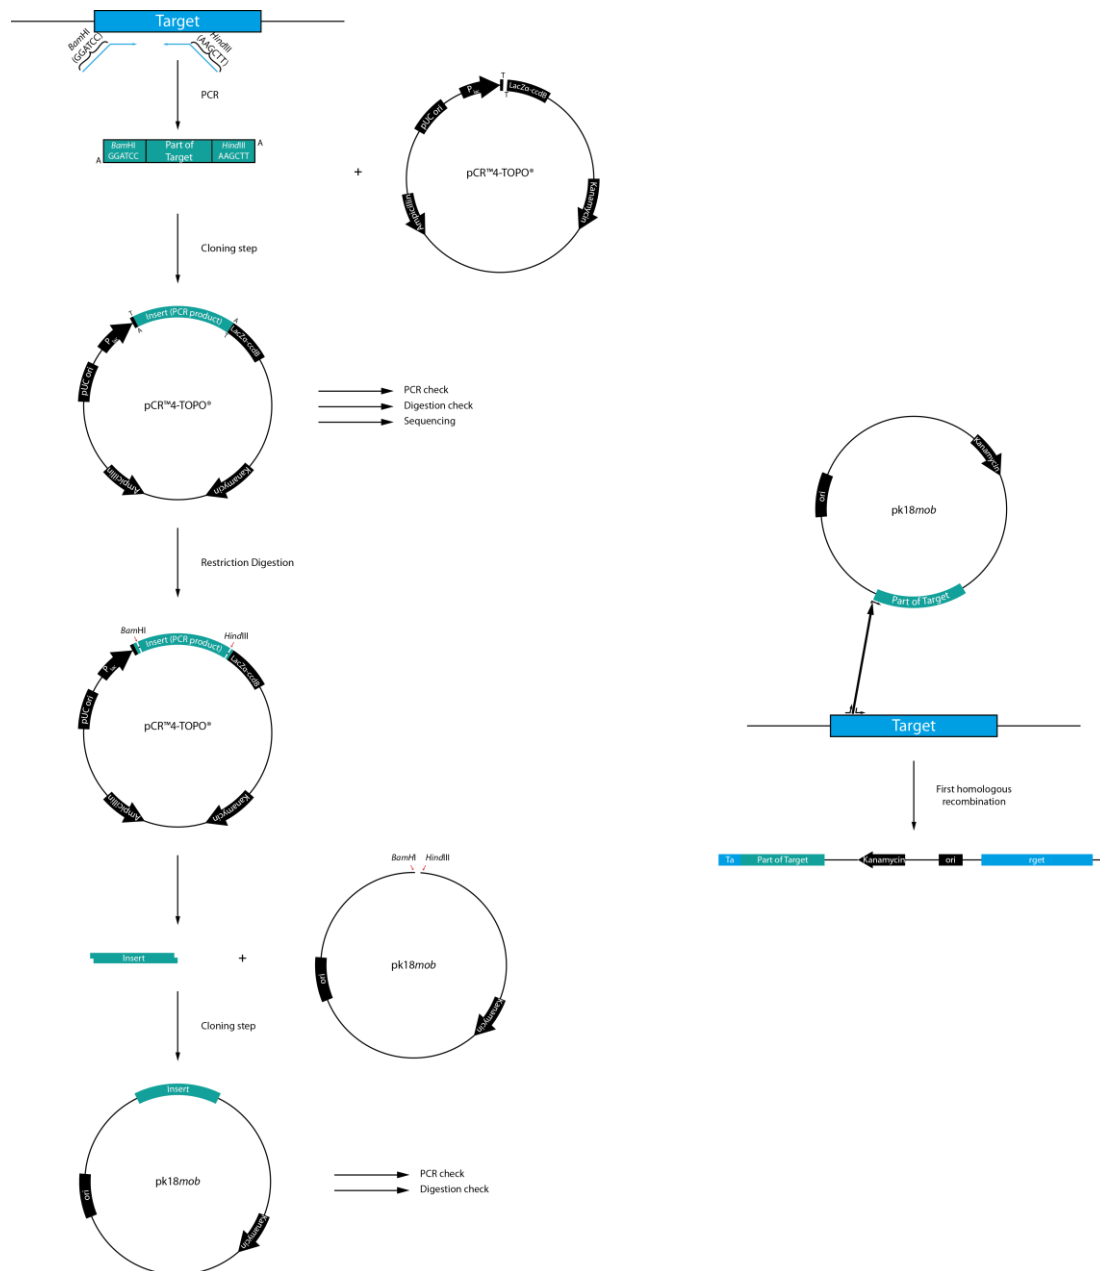 Target
BamHI
(GGATCC)
HindIII
(AAGCTT)
PCR
A
BamHI
GGATCC
Part of
Target
HindIII
AAGCTT
A
+
T
T
Plac
LacZα-ccdB
pUC ori
pCR™4-TOPO®
Ampicillin
Kanamycin
Cloning step
T
A
Insert (PCR product)
A
T
Plac
LacZα-ccdB
pUC ori
pCR™4-TOPO®
Ampicillin
Kanamycin
PCR check
Digestion check
Sequencing
Restriction Digestion
BamHI
HindIII
Insert (PCR product)
Plac
LacZα-ccdB
pUC ori
pCR™4-TOPO®
Ampicillin
Kanamycin
Insert
+
BamHI
HindIII
ori
pk18mob
Kanamycin
Cloning step
Insert
ori
pk18mob
Kanamycin
PCR check
Digestion check
Kanamycin
ori
pk18mob
Part of Target
Target
First homologous
recombination
Ta
Part of Target
Kanamycin
ori
rget